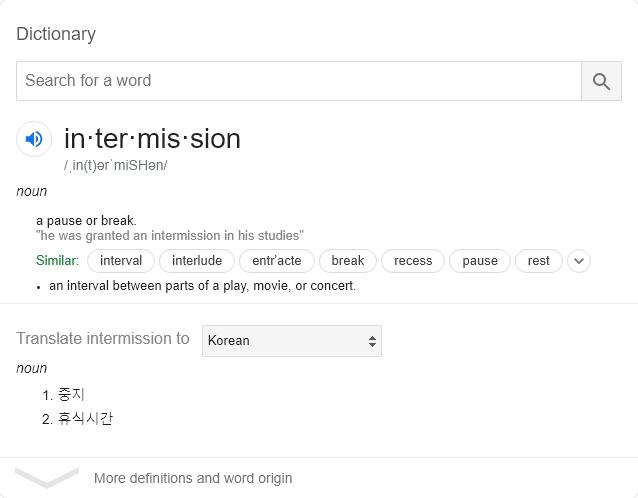 Dictionary
Search for a word
in·ter·mis·sion
/ˌin(t)ərˈmiSHən/
noun
a pause or break.
"he was granted an intermission in his studies"
Similar: interval interlude entr'acte break recess pause rest
• an interval between parts of a play, movie, or concert.
Translate intermission to Korean
noun
1. 중지
2. 휴식시간
More definitions and word origin